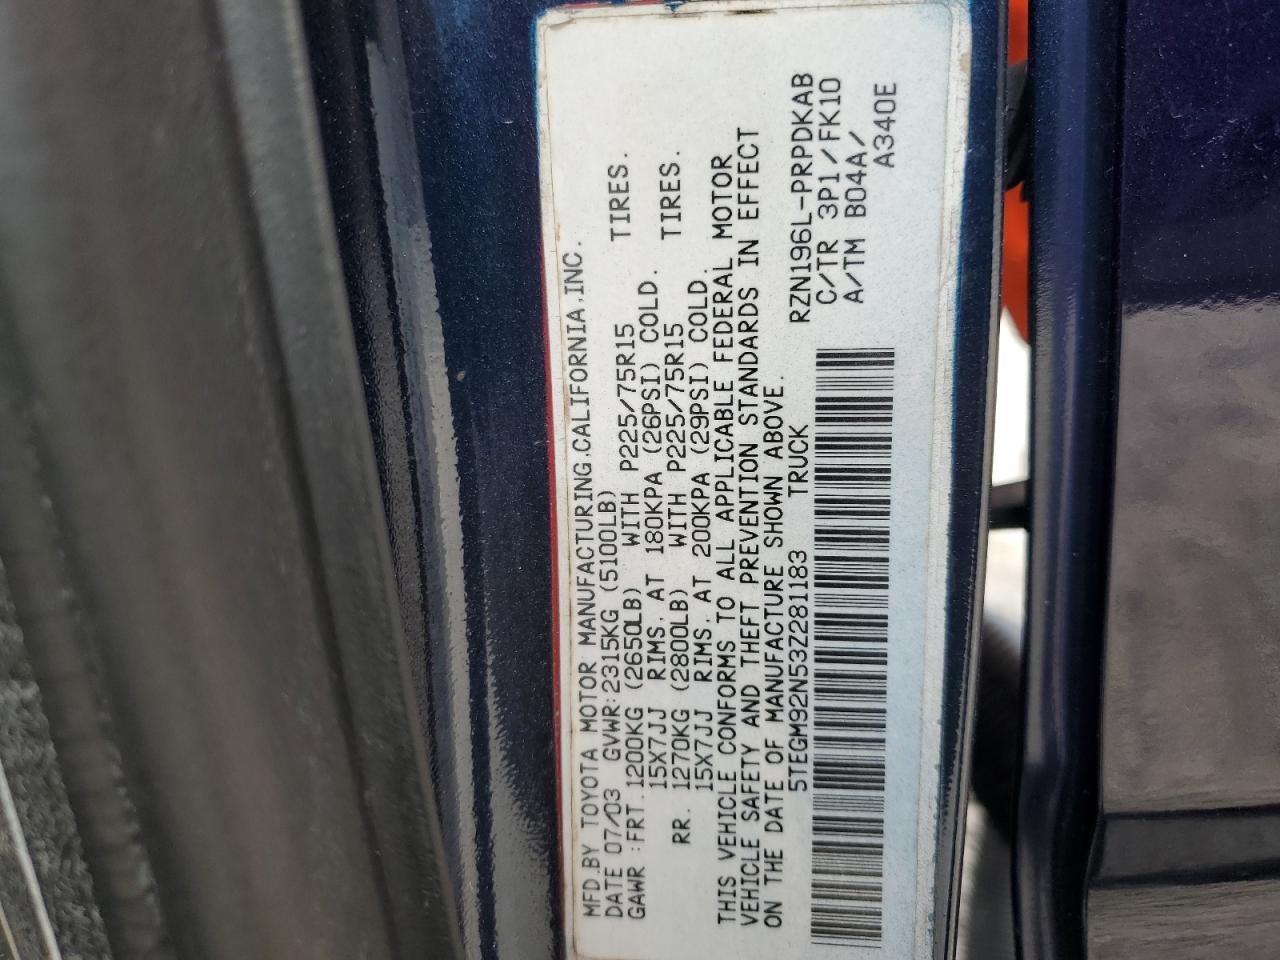 MFD.BY TOYOTA MOTOR MANUFACTURING.CALIFORNIA.INC.
DATE 07/03 GVWR:2315KG (5100LB)
GAWR :FRT.1200KG (2650LB) WITH P225/75R15 TIRES.
15X7JJ RIMS.AT 180KPA (26PSI) COLD.
RR. 1270KG (2800LB) WITH P225/75R15 TIRES.
15X7JJ RIMS.AT 200KPA (29PSI) COLD.
THIS VEHICLE CONFORMS TO ALL APPLICABLE FEDERAL MOTOR
VEHICLE SAFETY AND THEFT PREVENTION STANDARDS IN EFFECT
ON THE DATE OF MANUFACTURE SHOWN ABOVE.
5TEGM92N53Z281183 TRUCK
RZN196L-PRPDKAB
C/TR 3P1/FK10
A/TM B04A/
A340E